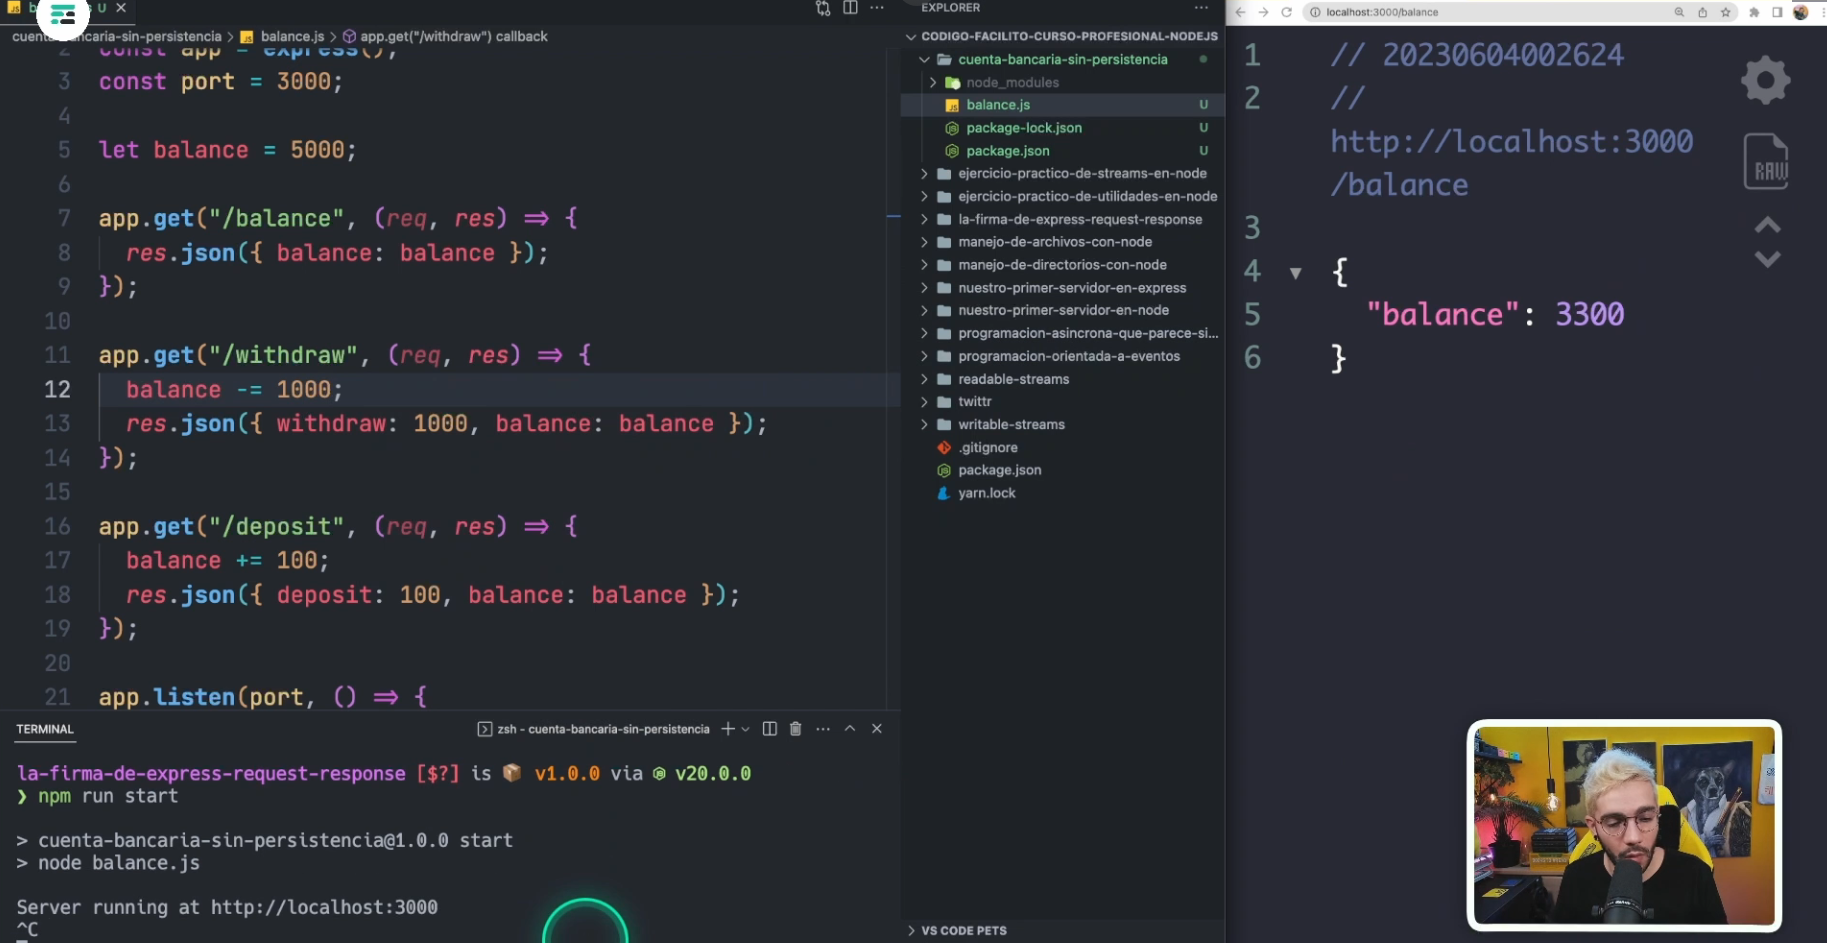 U
cuenta-bancaria-sin-persistencia > balance.js > app.get("/withdraw") callback
2 const app = express();
3 const port = 3000;
4
5 let balance = 5000;
6
7 app.get("/balance", (req, res) => {
8 res.json({ balance: balance });
9 });
10
11 app.get("/withdraw", (req, res) => {
12 balance -= 1000;
13 res.json({ withdraw: 1000, balance: balance });
14 });
15
16 app.get("/deposit", (req, res) => {
17 balance += 100;
18 res.json({ deposit: 100, balance: balance });
19 });
20
21 app.listen(port, () => {
TERMINAL
zsh - cuenta-bancaria-sin-persistencia
la-firma-de-express-request-response [$?] is 📦 v1.0.0 via v20.0.0
❯ npm run start
> cuenta-bancaria-sin-persistencia@1.0.0 start
> node balance.js
Server running at http://localhost:3000
^C
EXPLORER
CODIGO-FACILITO-CURSO-PROFESIONAL-NODEJS
cuenta-bancaria-sin-persistencia
node_modules
balance.js U
package-lock.json U
package.json U
ejercicio-practico-de-streams-en-node
ejercicio-practico-de-utilidades-en-node
la-firma-de-express-request-response
manejo-de-archivos-con-node
manejo-de-directorios-con-node
nuestro-primer-servidor-en-express
nuestro-primer-servidor-en-node
programacion-asincrona-que-parece-si...
programacion-orientada-a-eventos
readable-streams
twittr
writable-streams
.gitignore
package.json
yarn.lock
VS CODE PETS
localhost:3000/balance
1 // 20230604002624
2 //
http://localhost:3000
/balance
3
4 {
5 "balance": 3300
6 }
RAW